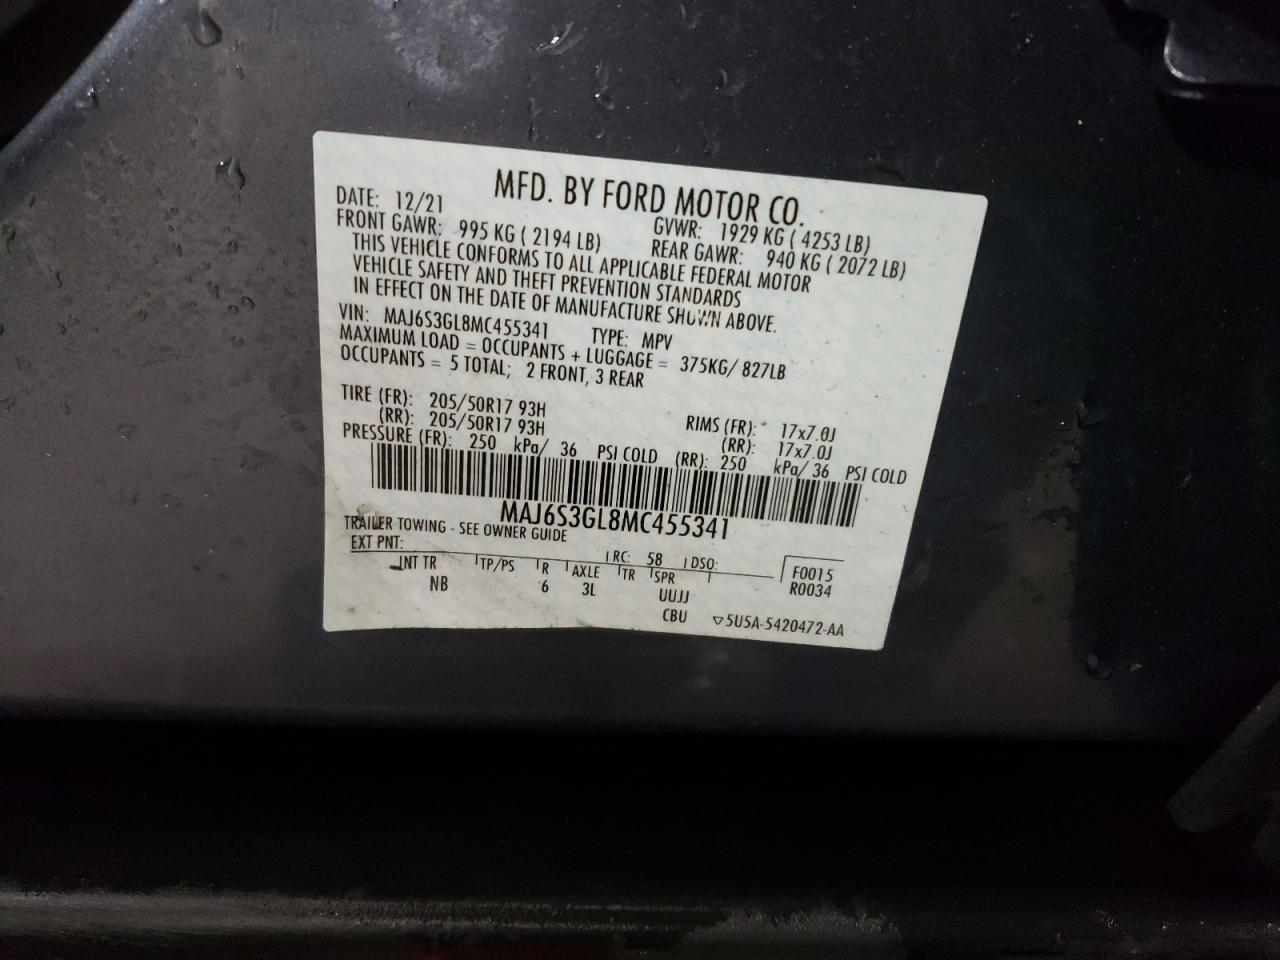 MFD. BY FORD MOTOR CO.
DATE: 12/21 GVWR: 1929 KG ( 4253 LB)
FRONT GAWR: 995 KG ( 2194 LB) REAR GAWR: 940 KG ( 2072 LB)
THIS VEHICLE CONFORMS TO ALL APPLICABLE FEDERAL MOTOR
VEHICLE SAFETY AND THEFT PREVENTION STANDARDS
IN EFFECT ON THE DATE OF MANUFACTURE SHOWN ABOVE.
VIN: MAJ6S3GL8MC455341 TYPE: MPV
MAXIMUM LOAD = OCCUPANTS + LUGGAGE = 375KG/ 827LB
OCCUPANTS = 5 TOTAL; 2 FRONT, 3 REAR
TIRE (FR): 205/50R17 93H RIMS (FR): 17x7.0J
(RR): 205/50R17 93H (RR): 17x7.0J
PRESSURE (FR): 250 kPa/ 36 PSI COLD (RR): 250 kPa/ 36 PSI COLD
MAJ6S3GL8MC455341
TRAILER TOWING - SEE OWNER GUIDE
EXT PNT: RC: 58 DSO: F0015
INT TR TP/PS R AXLE TR SPR R0034
NB 6 3L UUJJ
CBU ▽5U5A-5420472-AA